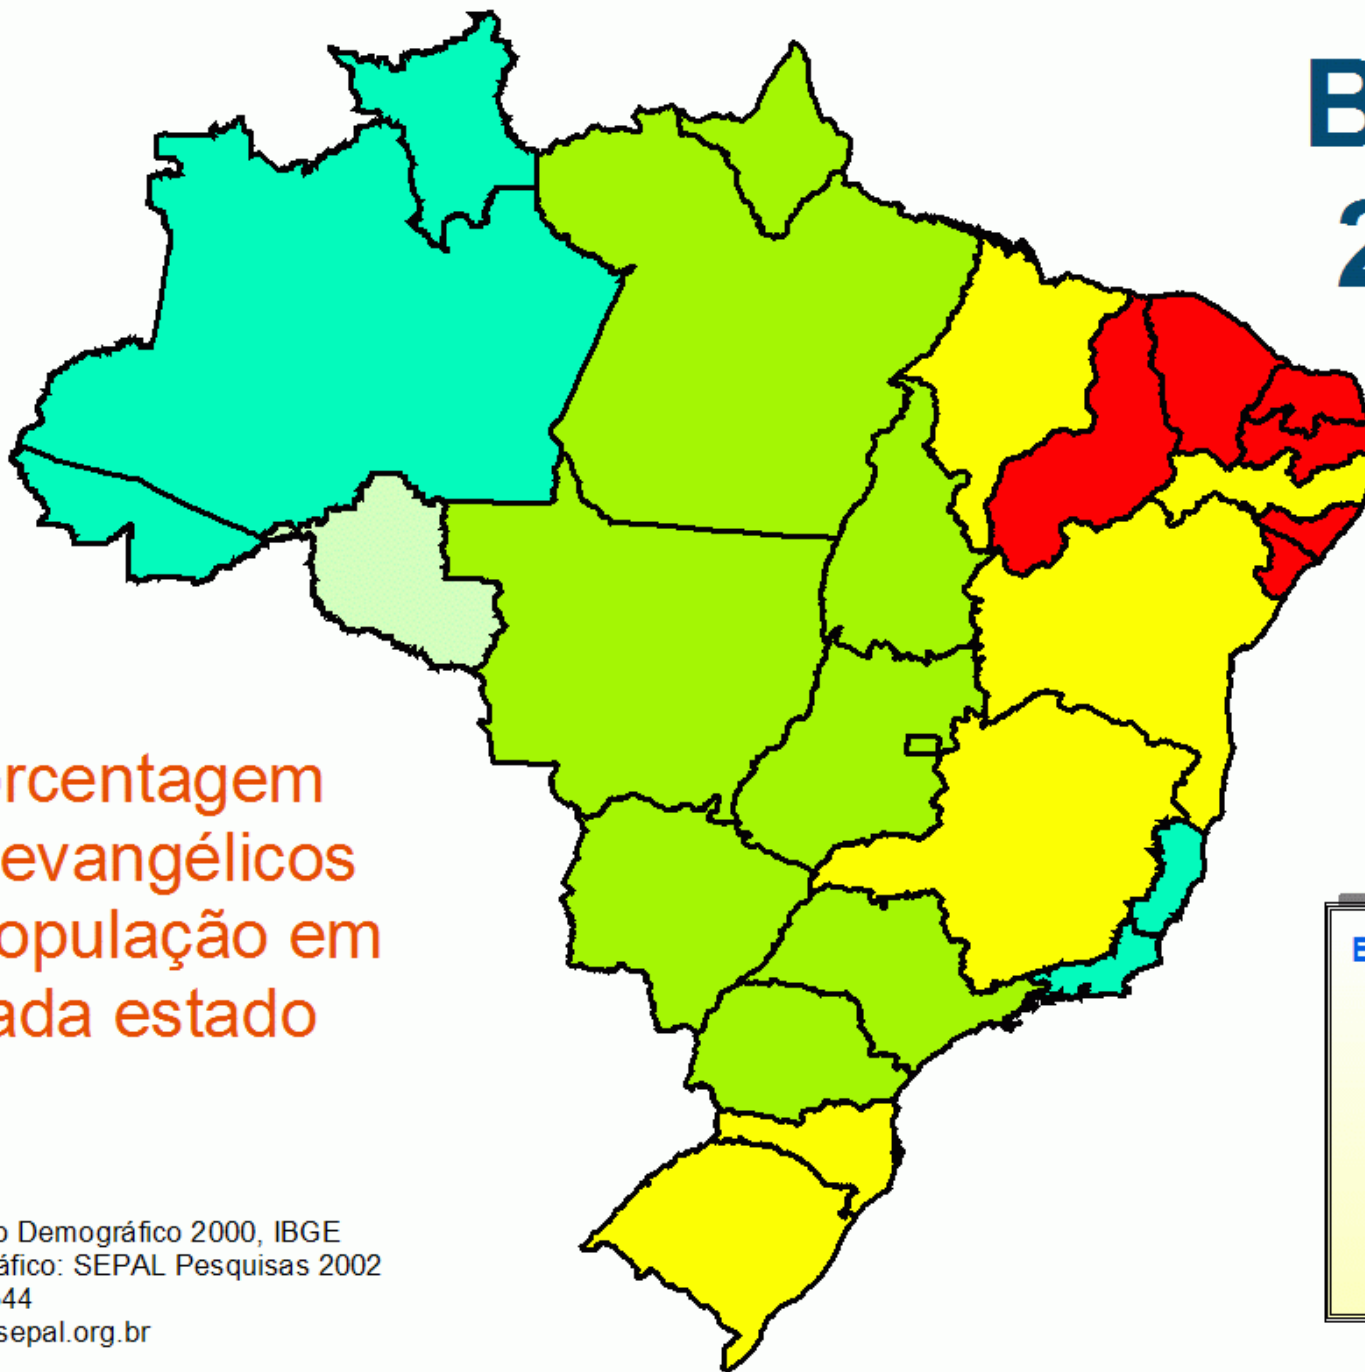 B
2
rcentagem
evangélicos
opulação em
ada estado
B
o Demográfico 2000, IBGE
áfico: SEPAL Pesquisas 2002
44
sepal.org.br